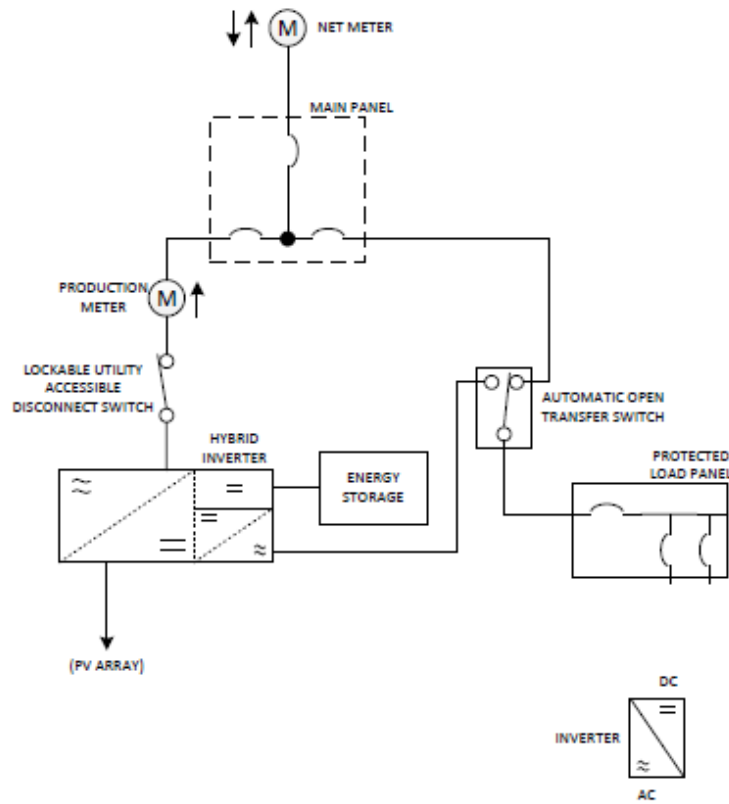 M
NET METER
MAIN PANEL
PRODUCTION
METER
M
LOCKABLE UTILITY
ACCESSIBLE
DISCONNECT SWITCH
HYBRID
INVERTER
ENERGY
STORAGE
AUTOMATIC OPEN
TRANSFER SWITCH
PROTECTED
LOAD PANEL
(PV ARRAY)
DC
INVERTER
AC